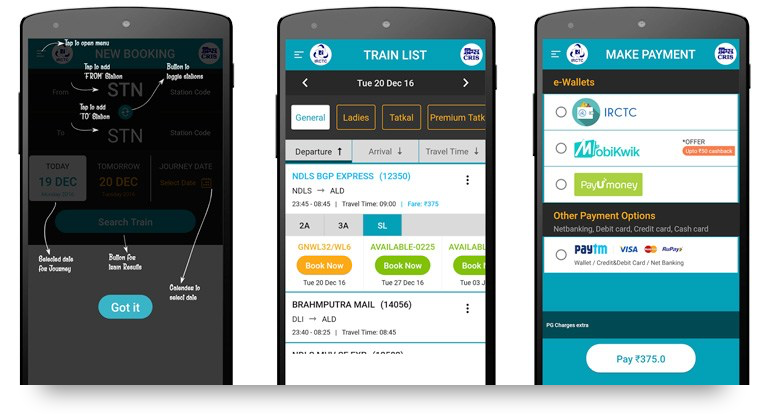 Tap to open menu
NEW BOOKING
IRCTC
Tap to add
'FROM' Station
Button to
toggle stations
From
STN
Station Code
Tap to add
'TO' Station
To
STN
Station Code
TODAY
TOMORROW
JOURNEY DATE
19 DEC
20 DEC
Select Date
Search Train
Selected date
for Journey
Button for
Calendar to
select date
Got it
IRCTC
TRAIN LIST
CRIS
Tue 20 Dec 16
General
Ladies
Tatkal
Premium Tatk
Departure ↑
Arrival ↓
Travel Time ↓
NDLS BGP EXPRESS (12350)
NDLS → ALD
23:45 - 08:45 | Travel Time: 09:00 | Fare: ₹375
2A
3A
SL
GNWL32/WL6
AVAILABLE-0225
AVAILABL
Book Now
Book Now
Book N
Tue 20 Dec 16
Tue 27 Dec 16
Tue 03 J
BRAHMPUTRA MAIL (14056)
DLI → ALD
23:40 - 08:25 | Travel Time: 08:45
IRCTC
MAKE PAYMENT
CRIS
e-Wallets
IRCTC
MobiKwik
*OFFER
Upto ₹50 cashback
PayUmoney
Other Payment Options
Netbanking, Debit card, Credit card, Cash card
paytm
VISA
RuPay
Wallet / Credit&Debit Card / Net Banking
PG Charges extra
Pay ₹375.0